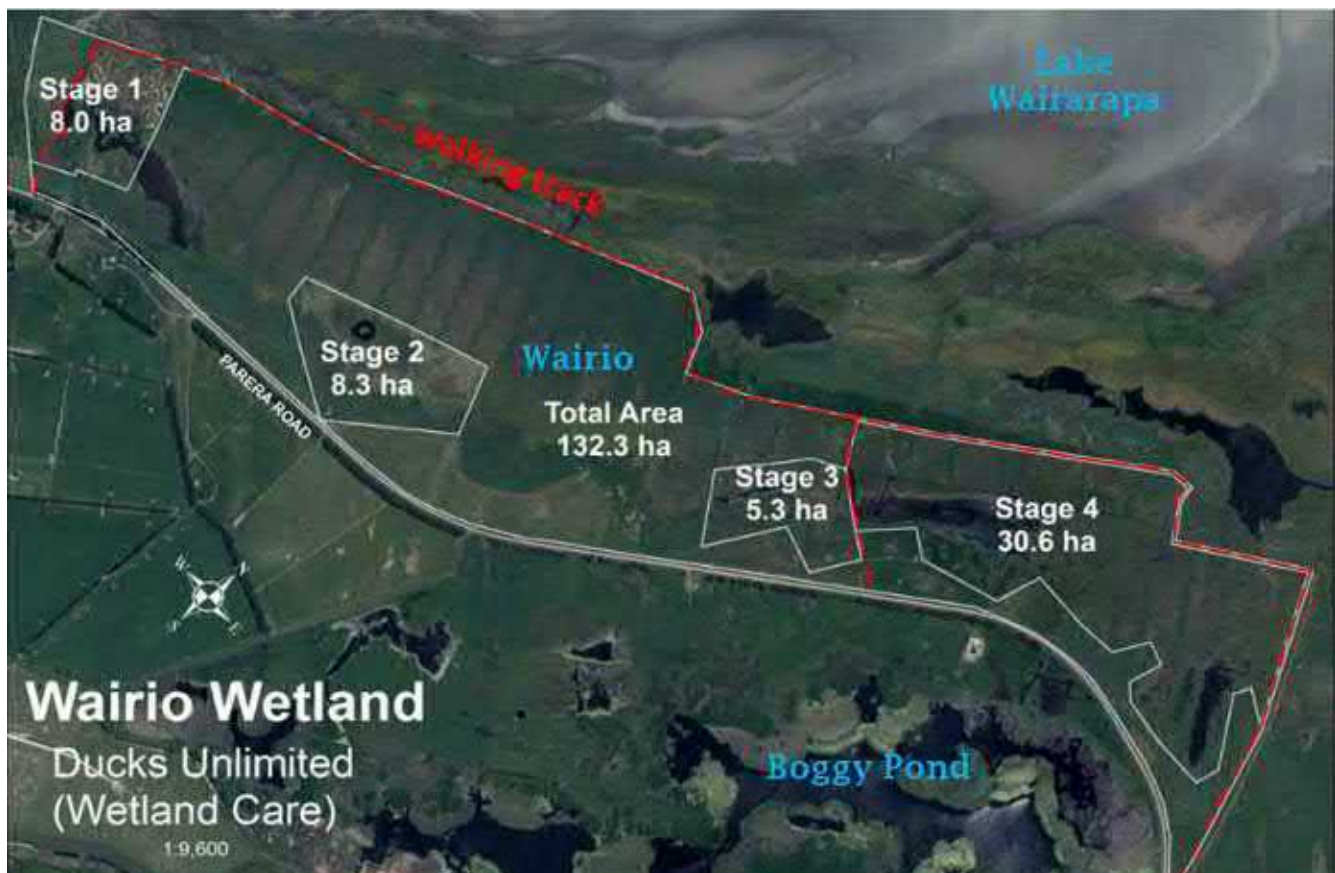 Lake
Wairarapa
Stage 1
8.0 ha
walking track
Stage 2
8.3 ha
Wairio
PARERA ROAD
Total Area
132.3 ha
Stage 3
5.3 ha
Stage 4
30.6 ha
N
W
E
Wairio Wetland
Ducks Unlimited
(Wetland Care)
1:9,600
Boggy Pond